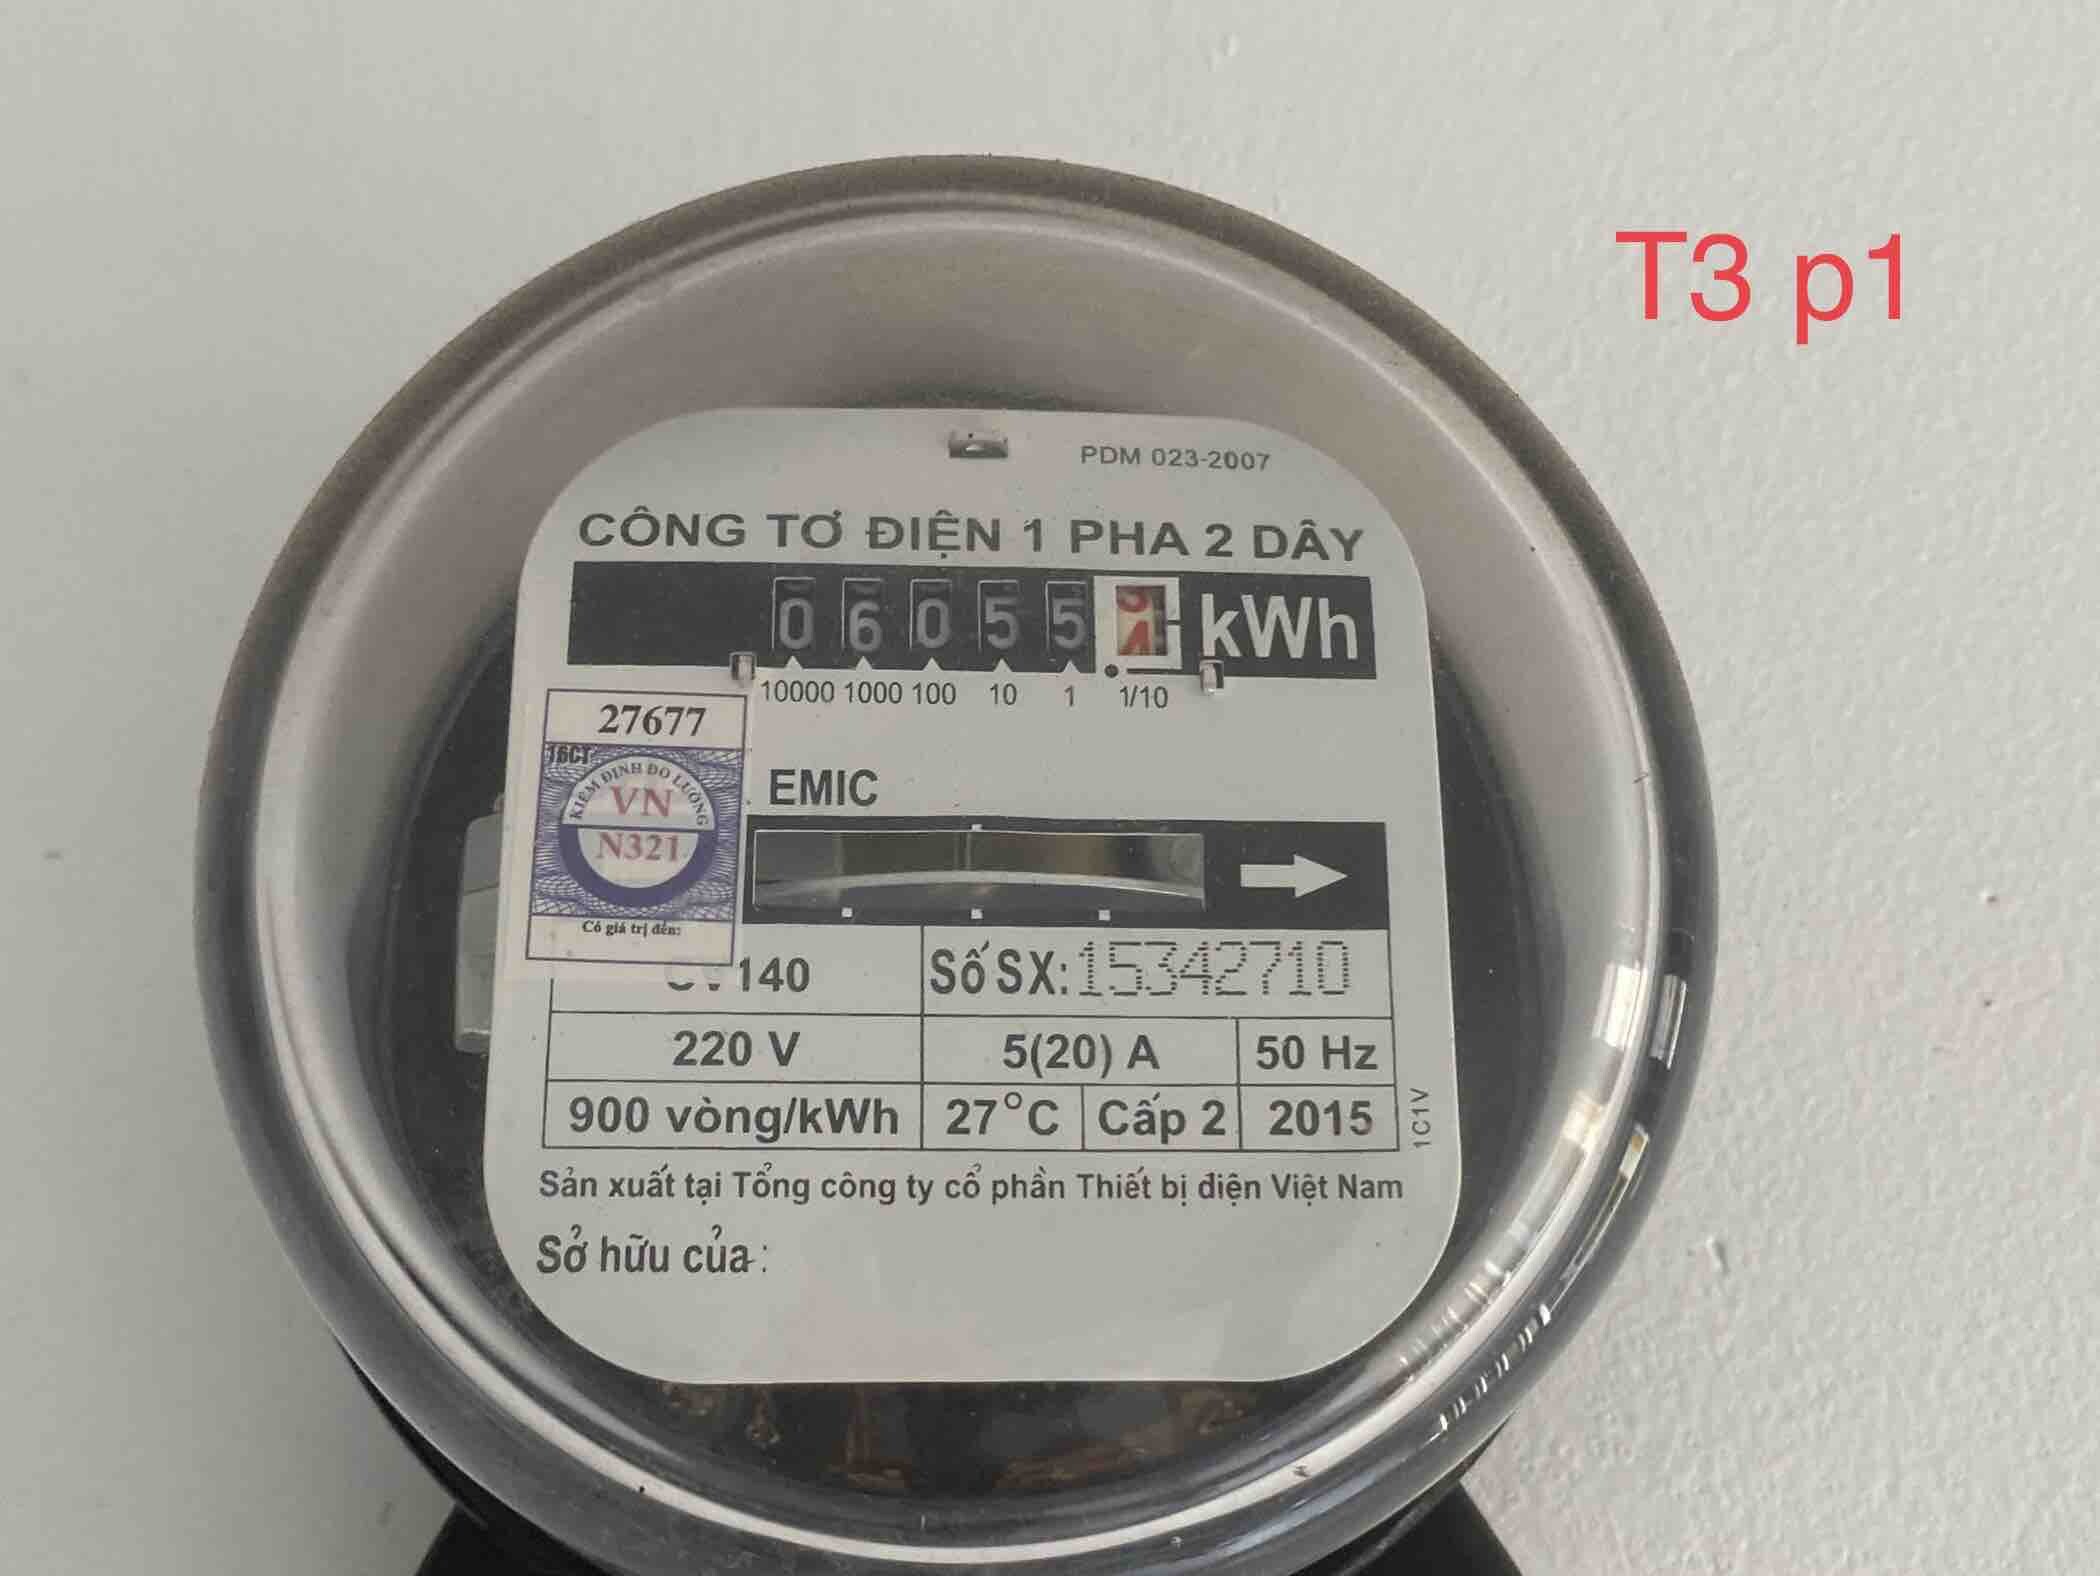 T3 p1
PDM 023-2007
CÔNG TƠ ĐIỆN 1 PHA 2 DÂY
0 6 0 5 5 kWh
10000 1000 100 10 1 1/10
27677
16CT
KIỂM ĐỊNH ĐO LƯỜNG
VN
N321
Có giá trị đến:
EMIC
140 Số SX: 15342710
220 V 5(20) A 50 Hz
900 vòng/kWh 27°C Cấp 2 2015
1C1V
Sản xuất tại Tổng công ty cổ phần Thiết bị điện Việt Nam
Sở hữu của: